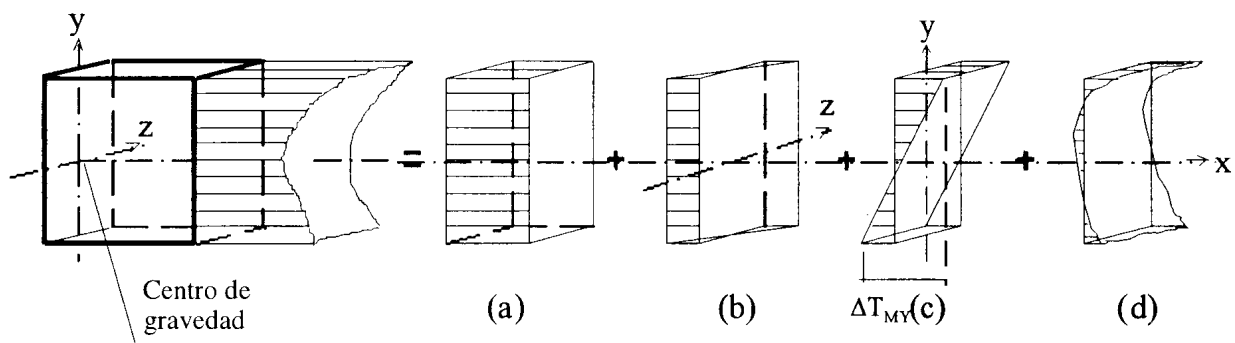 y
z
Centro de
gravedad
=
(a)
+
z
(b)
+
y
ΔT_MY(c)
+
x
(d)